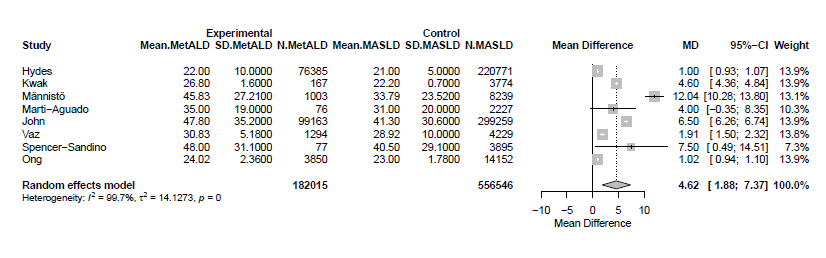 Experimental Control
Study Mean.MetALD SD.MetALD N.MetALD Mean.MASLD SD.MASLD N.MASLD Mean Difference MD 95%−CI Weight
Hydes 22.00 10.0000 76385 21.00 5.0000 220771 1.00 [ 0.93; 1.07] 13.9%
Kwak 26.80 1.6000 167 22.20 0.7000 3774 4.60 [ 4.36; 4.84] 13.9%
Männistö 45.83 27.2100 1003 33.79 23.5200 8239 12.04 [10.28; 13.80] 13.1%
Marti−Aguado 35.00 19.0000 76 31.00 20.0000 2227 4.00 [−0.35; 8.35] 10.3%
John 47.80 35.2000 99163 41.30 30.6000 299259 6.50 [ 6.26; 6.74] 13.9%
Vaz 30.83 5.1800 1294 28.92 10.0000 4229 1.91 [ 1.50; 2.32] 13.8%
Spencer−Sandino 48.00 31.1000 77 40.50 29.1000 3895 7.50 [ 0.49; 14.51] 7.2%
Ong 24.02 2.3600 3850 23.00 1.7800 14152 1.02 [ 0.94; 1.10] 13.9%
Random effects model 182015 556546 4.62 [ 1.88; 7.37] 100.0%
Heterogeneity: I² = 99.7%, τ² = 14.1273, p = 0
−10 −5 0 5 10
Mean Difference